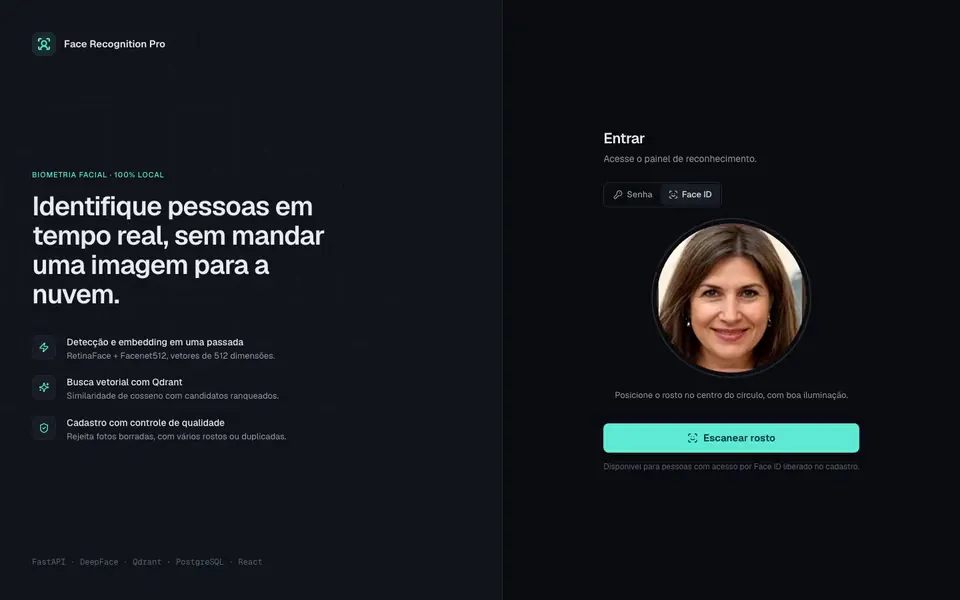 Face Recognition Pro
BIOMETRIA FACIAL · 100% LOCAL
Identifique pessoas em
tempo real, sem mandar
uma imagem para a
nuvem.
Detecção e embedding em uma passada
RetinaFace + Facenet512, vetores de 512 dimensões.
Busca vetorial com Qdrant
Similaridade de cosseno com candidatos ranqueados.
Cadastro com controle de qualidade
Rejeita fotos borradas, com vários rostos ou duplicadas.
FastAPI · DeepFace · Qdrant · PostgreSQL · React
Entrar
Acesse o painel de reconhecimento.
Senha Face ID
Posicione o rosto no centro do círculo, com boa iluminação.
Escanear rosto
Disponível para pessoas com acesso por Face ID liberado no cadastro.